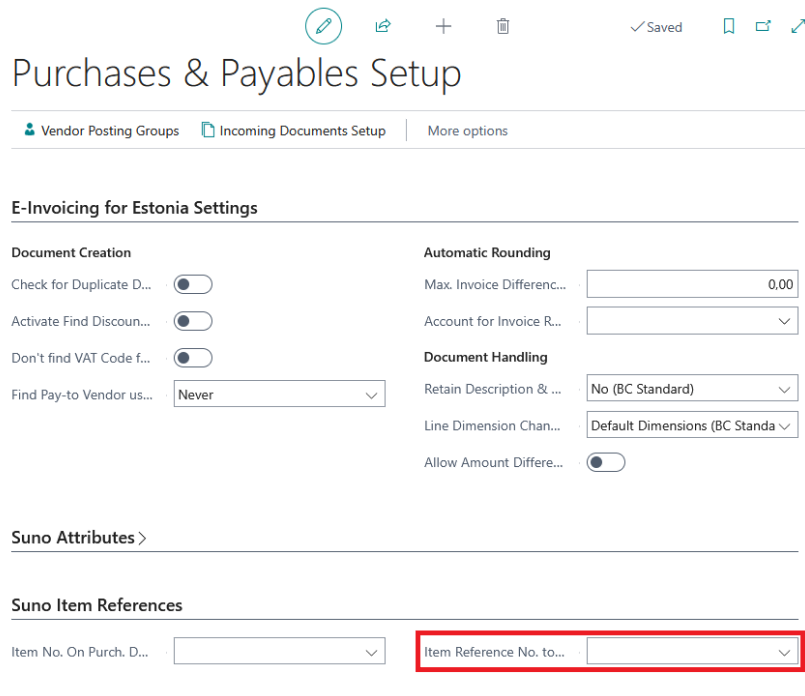 Saved
Purchases & Payables Setup
Vendor Posting Groups Incoming Documents Setup More options
E-Invoicing for Estonia Settings
Document Creation
Check for Duplicate D...
Activate Find Discoun...
Don't find VAT Code f...
Find Pay-to Vendor us... Never
Automatic Rounding
Max. Invoice Differenc... 0,00
Account for Invoice R...
Document Handling
Retain Description & ... No (BC Standard)
Line Dimension Chan... Default Dimensions (BC Standa
Allow Amount Differe...
Suno Attributes
Suno Item References
Item No. On Purch. D...
Item Reference No. to...